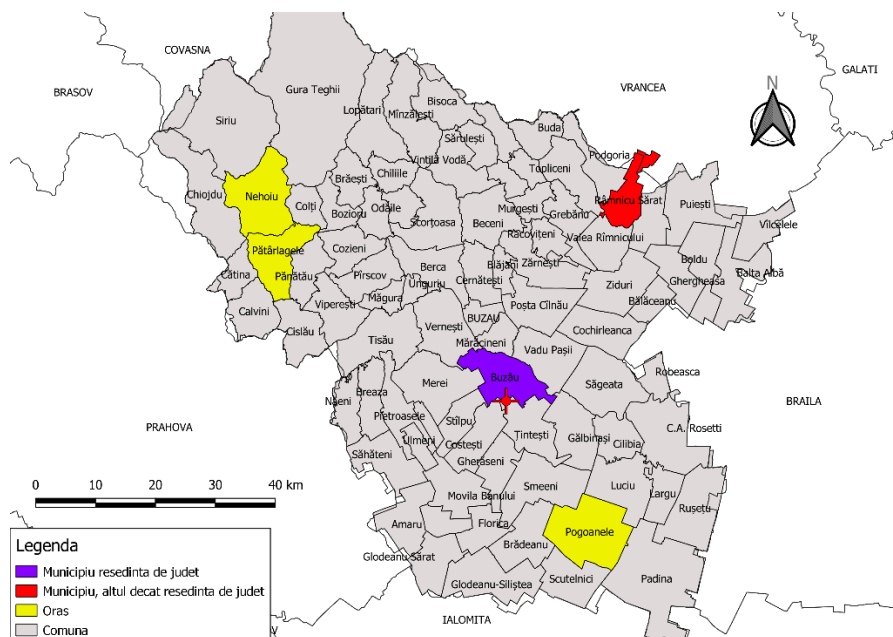 COVASNA
BRASOV
VRANCEA
GALATI
N
Gura Teghii
Siriu
Lopătari
Mînzălești
Bisoca
Buda
Podgoria
Sărulești
Vintilă Vodă
Topliceni
Brăești
Chiliile
Chiojdu
Nehoiu
Colți
Bozioru
Odăile
Scorțoasa
Beceni
Murgești
Grebănu
Râmnicu Sărat
Puiești
Vîlcelele
Racovițeni
Valea Rîmnicului
Pătârlagele
Cozieni
Boldu
Cătina
Pănătău
Pîrscov
Berca
Unguriu
Blăjani
Cernătești
Zărnești
Ziduri
Ghergheasa
Balta Albă
Calvini
Viperești
Măgura
Poșta Cîlnău
Bălăceanu
Cislău
Vernești
BUZAU
Cochirleanca
Tisău
Mărăcineni
Vadu Pașii
Robeasca
Merei
Buzău
Săgeata
Năeni
Breaza
BRAILA
Pietroasele
Stîlpu
C.A. Rosetti
PRAHOVA
Ulmeni
Costești
Țintești
Gălbinași
Cilibia
Săhăteni
Gherăseni
Smeeni
Luciu
Largu
Rușețu
Movila Banului
Amaru
Florica
Pogoanele
Brădeanu
Glodeanu Sărat
Glodeanu-Siliștea
Scutelnici
Padina
IALOMITA
0 10 20 30 40 km
Legenda
Municipiu resedinta de judet
Municipiu, altul decat resedinta de judet
Oras
Comuna